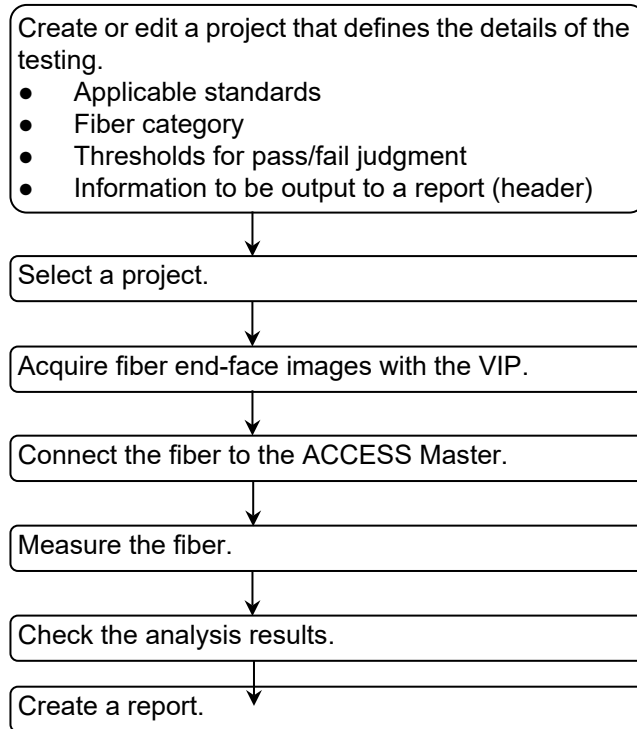 Create or edit a project that defines the details of the
testing.
● Applicable standards
● Fiber category
● Thresholds for pass/fail judgment
● Information to be output to a report (header)
Select a project.
Acquire fiber end-face images with the VIP.
Connect the fiber to the ACCESS Master.
Measure the fiber.
Check the analysis results.
Create a report.